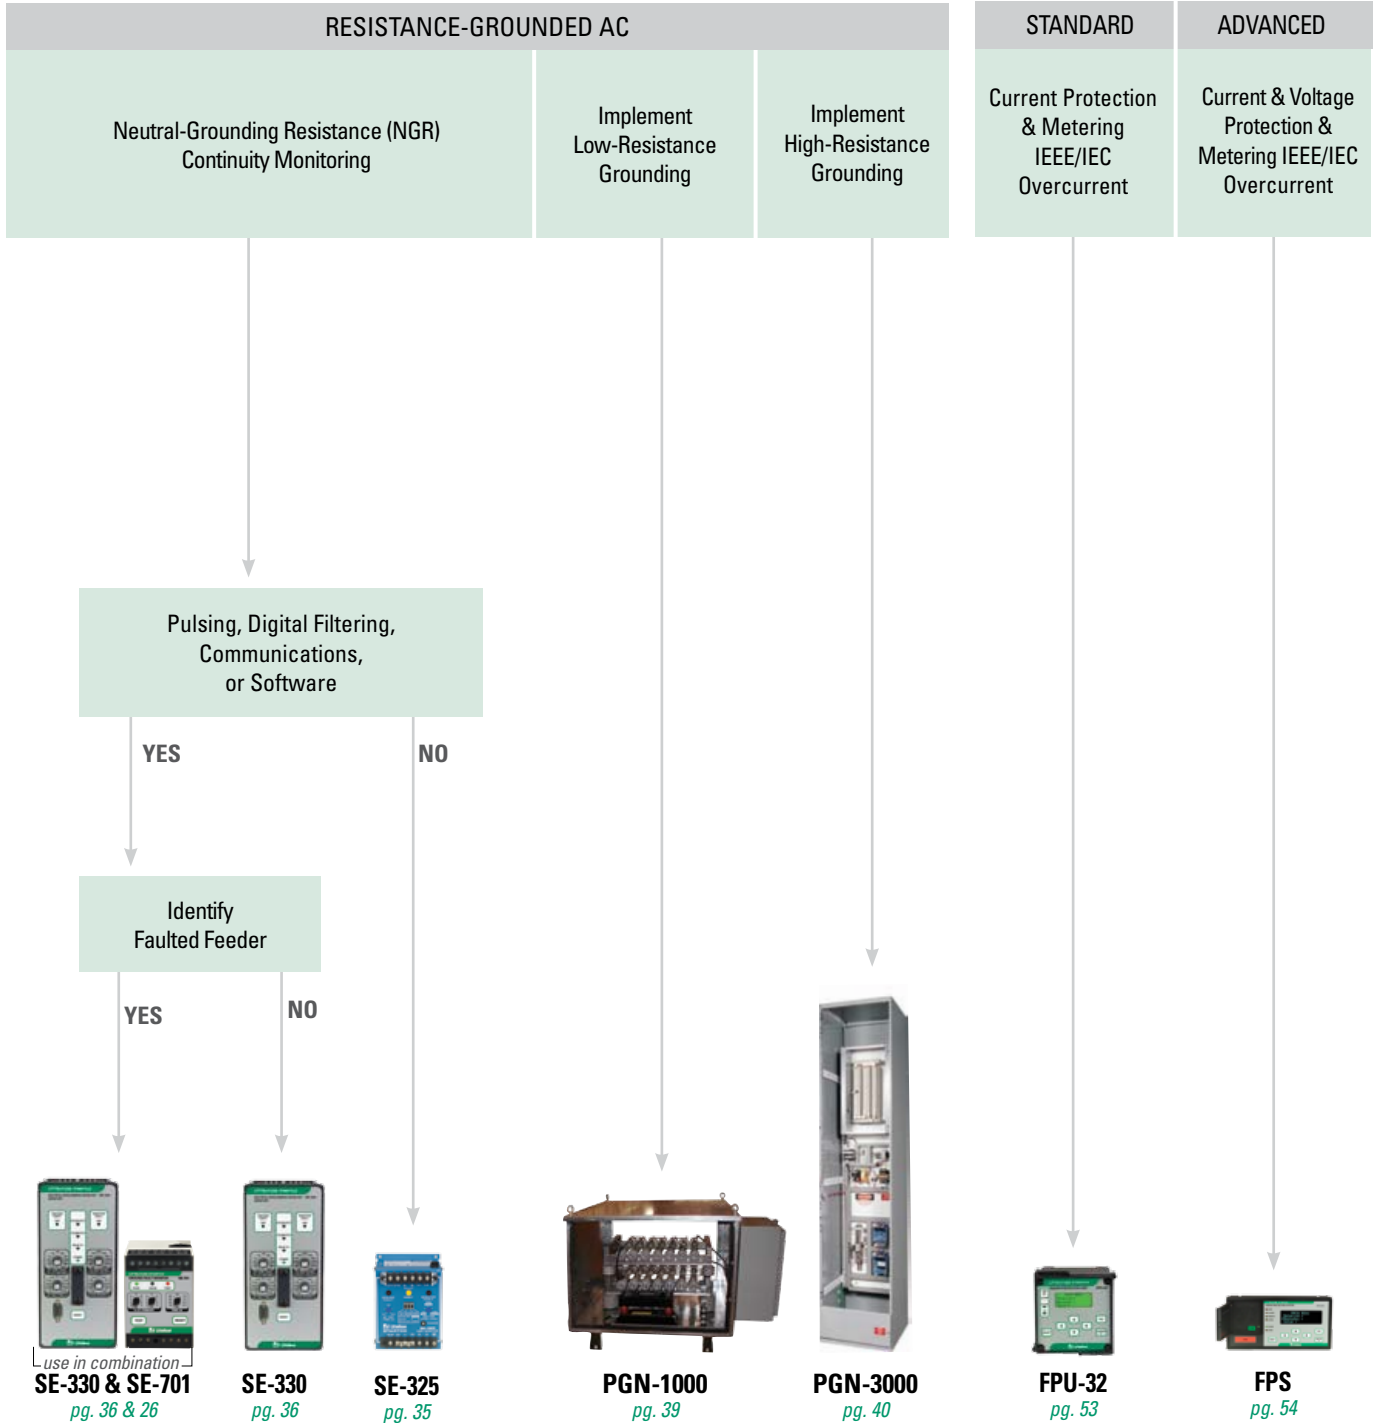 RESISTANCE-GROUNDED AC
STANDARD
ADVANCED
Neutral-Grounding Resistance (NGR)
Continuity Monitoring
Implement
Low-Resistance
Grounding
Implement
High-Resistance
Grounding
Current Protection
& Metering
IEEE/IEC
Overcurrent
Current & Voltage
Protection &
Metering IEEE/IEC
Overcurrent
Pulsing, Digital Filtering,
Communications,
or Software
YES
NO
Identify
Faulted Feeder
YES
NO
use in combination
SE-330 & SE-701
pg. 36 & 26
SE-330
pg. 36
SE-325
pg. 35
PGN-1000
pg. 39
PGN-3000
pg. 40
FPU-32
pg. 53
FPS
pg. 54